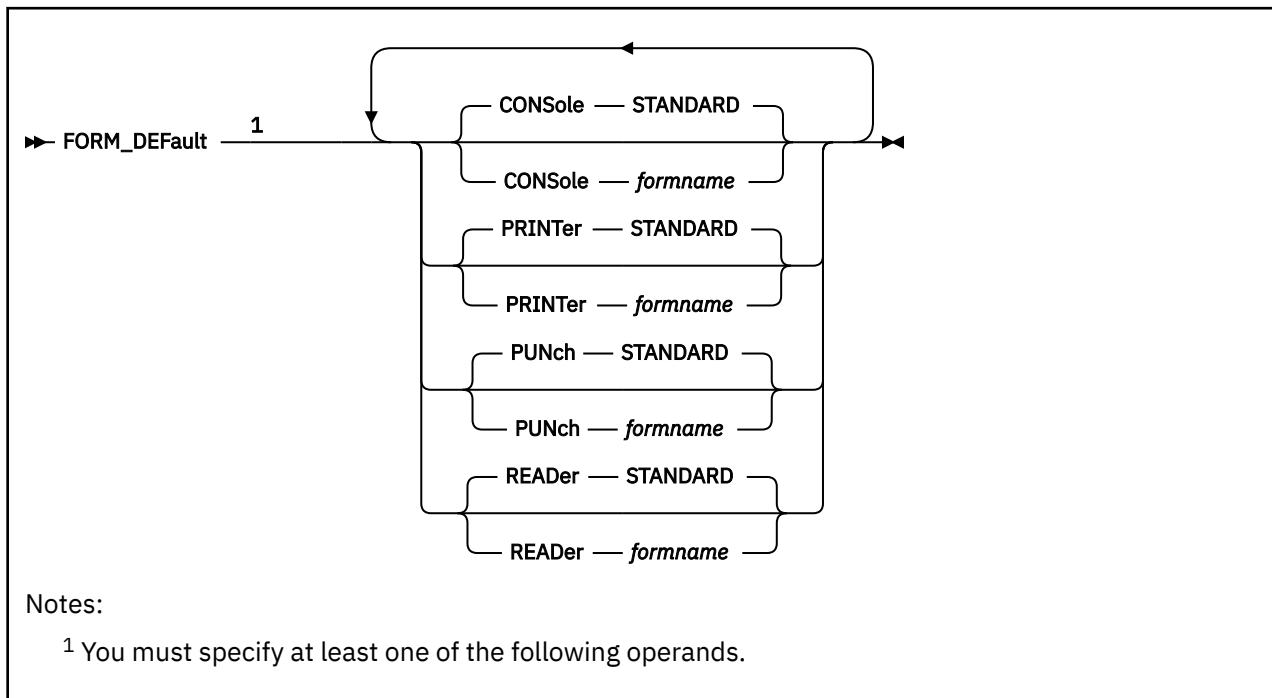 CONSole STANDARD
FORM_DEFault 1
CONSole formname
PRINTer STANDARD
PRINTer formname
PUNch STANDARD
PUNch formname
READer STANDARD
READer formname
Notes:
1 You must specify at least one of the following operands.